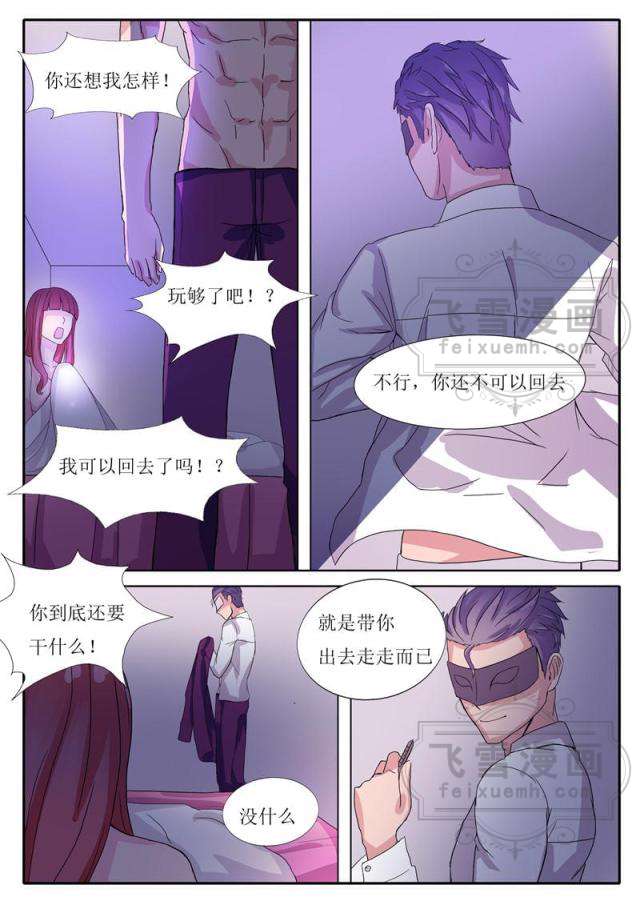 你还想我怎样！
玩够了吧！？
我可以回去了吗！？
飞雪漫画
feixuemh.com
不行，你还不可以回去
你到底还要
干什么！
没什么
就是带你
出去走走而已
飞雪漫画
feixuemh.com